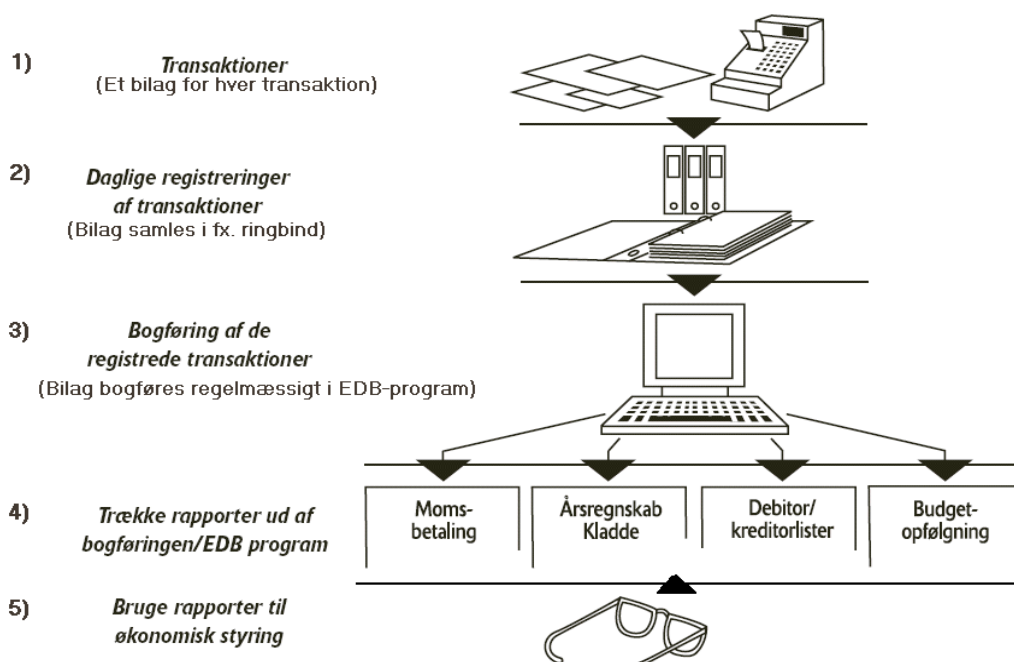 1) Transaktioner
(Et bilag for hver transaktion)
2) Daglige registreringer
af transaktioner
(Bilag samles i fx. ringbind)
3) Bogføring af de
registrede transaktioner
(Bilag bogføres regelmæssigt i EDB-program)
4) Trække rapporter ud af
bogføringen/EDB program
Moms-
betaling
Årsregnskab
Kladde
Debitor/
kreditorlister
Budget-
opfølgning
5) Bruge rapporter til
økonomisk styring